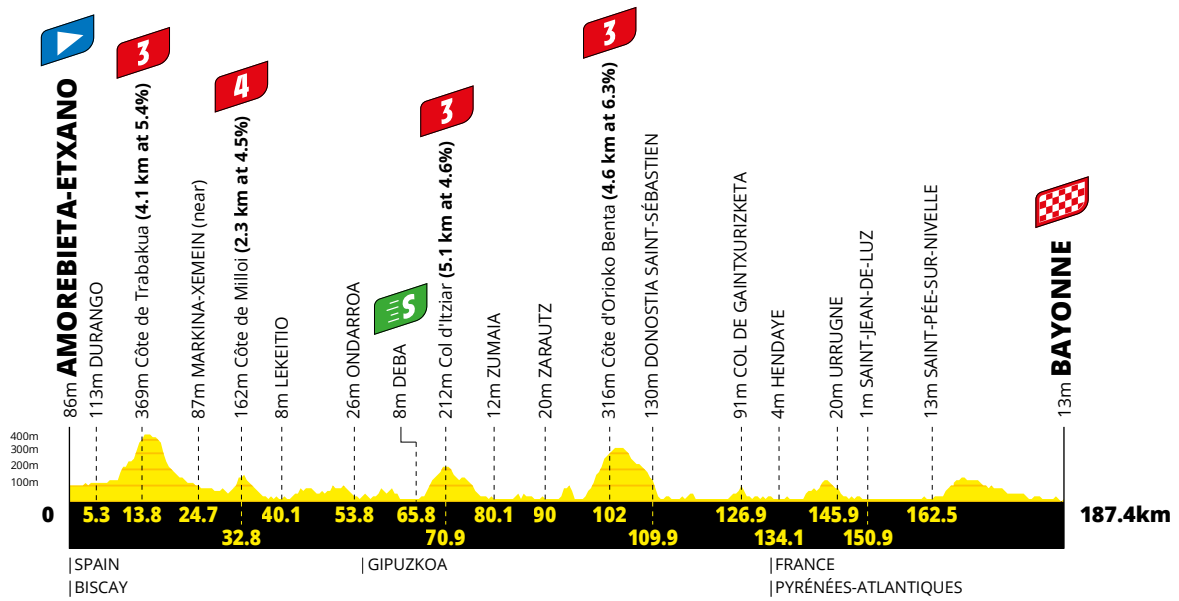 3
4
3
S
3
86m AMOREBIETA-ETXANO
113m DURANGO
369m Côte de Trabakua (4.1 km at 5.4%)
87m MARKINA-XEMEIN (near)
162m Côte de Milloi (2.3 km at 4.5%)
8m LEKEITIO
26m ONDARROA
8m DEBA
212m Col d'Itziar (5.1 km at 4.6%)
12m ZUMAIA
20m ZARAUTZ
316m Côte d'Orioko Benta (4.6 km at 6.3%)
130m DONOSTIA SAINT-SÉBASTIEN
91m COL DE GAINTXURIZKETA
4m HENDAYE
20m URRUGNE
1m SAINT-JEAN-DE-LUZ
13m SAINT-PÉE-SUR-NIVELLE
13m BAYONNE
400m
300m
200m
100m
0 5.3 13.8 24.7 40.1 53.8 65.8 80.1 90 102 126.9 145.9 162.5 187.4km
32.8 70.9 109.9 134.1 150.9
|SPAIN |GIPUZKOA |FRANCE
|BISCAY |PYRÉNÉES-ATLANTIQUES